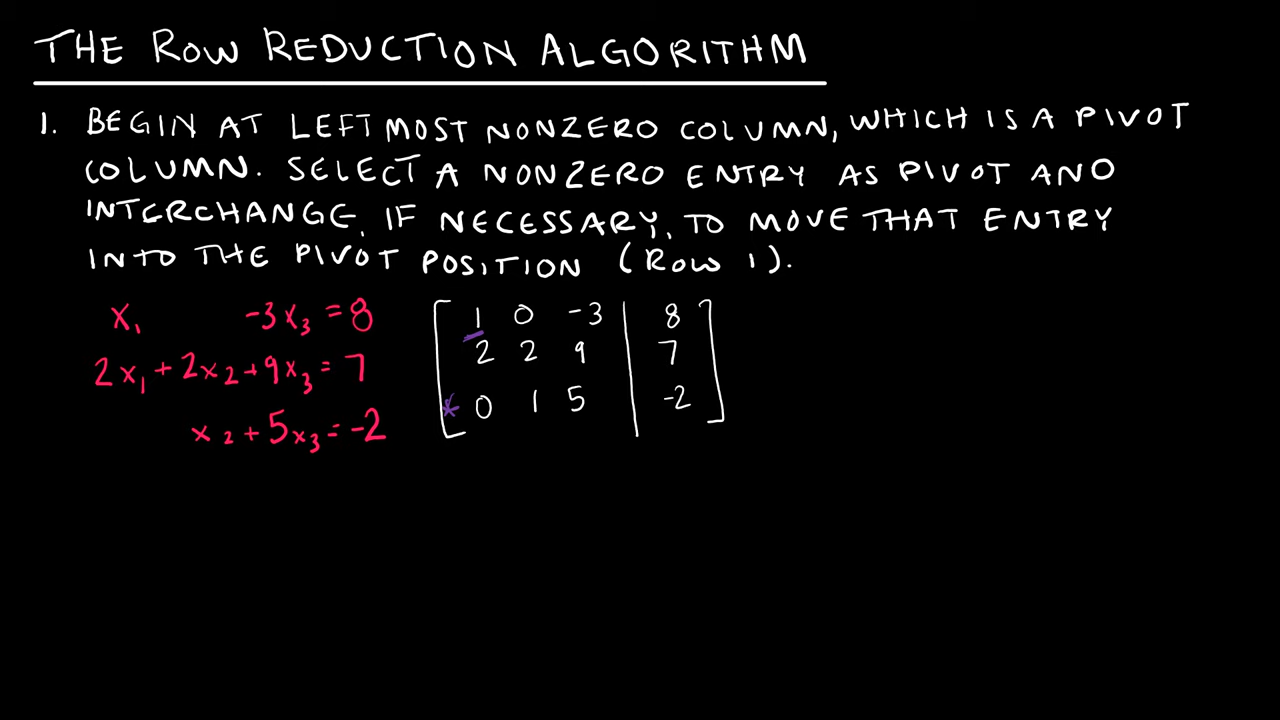 THE ROW REDUCTION ALGORITHM
1. BEGIN AT LEFTMOST NONZERO COLUMN, WHICH IS A PIVOT
COLUMN. SELECT A NONZERO ENTRY AS PIVOT AND
INTERCHANGE, IF NECESSARY, TO MOVE THAT ENTRY
INTO THE PIVOT POSITION (ROW 1).
x₁ -3x₃ = 8
2x₁ + 2x₂ + 9x₃ = 7
x₂ + 5x₃ = -2
1 0 -3 | 8
2 2 9 | 7
* 0 1 5 | -2